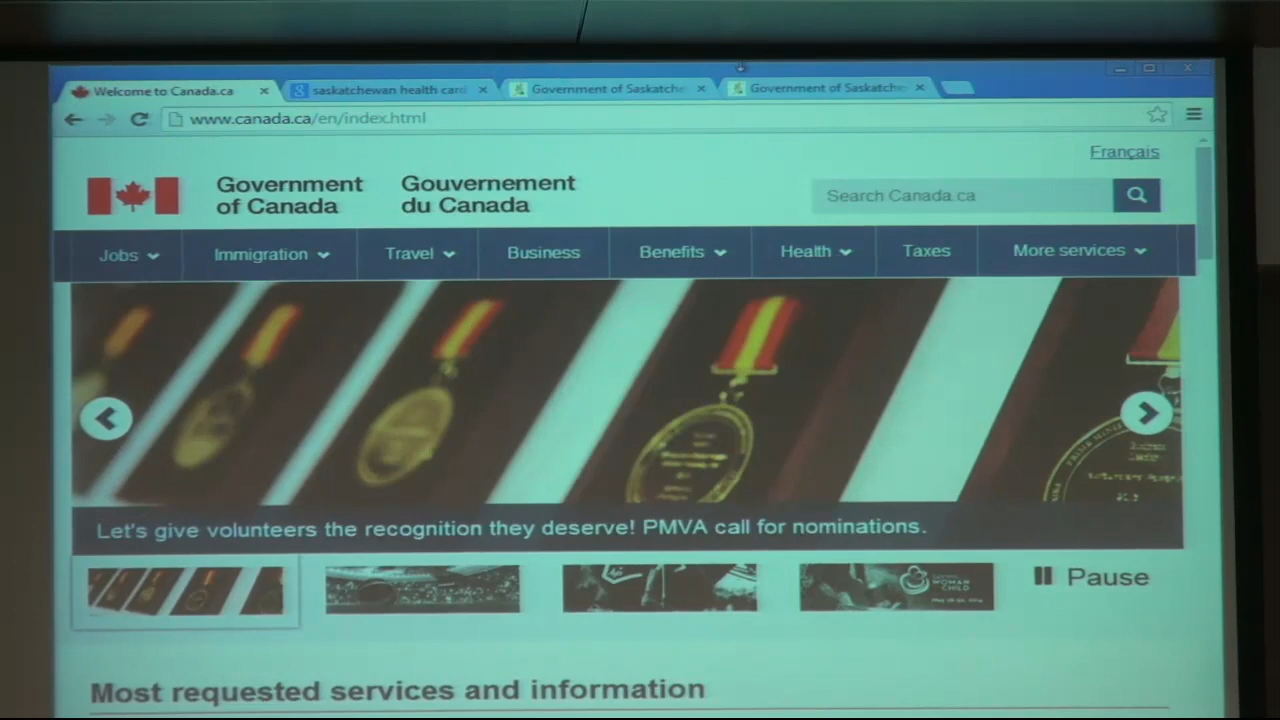 Welcome to Canada.ca
saskatchewan health card
Government of Saskatche
Government of Saskatche
www.canada.ca/en/index.html
Français
Government
of Canada
Gouvernement
du Canada
Search Canada.ca
Jobs
Immigration
Travel
Business
Benefits
Health
Taxes
More services
Let's give volunteers the recognition they deserve! PMVA call for nominations.
WOMAN
CHILD
Pause
Most requested services and information